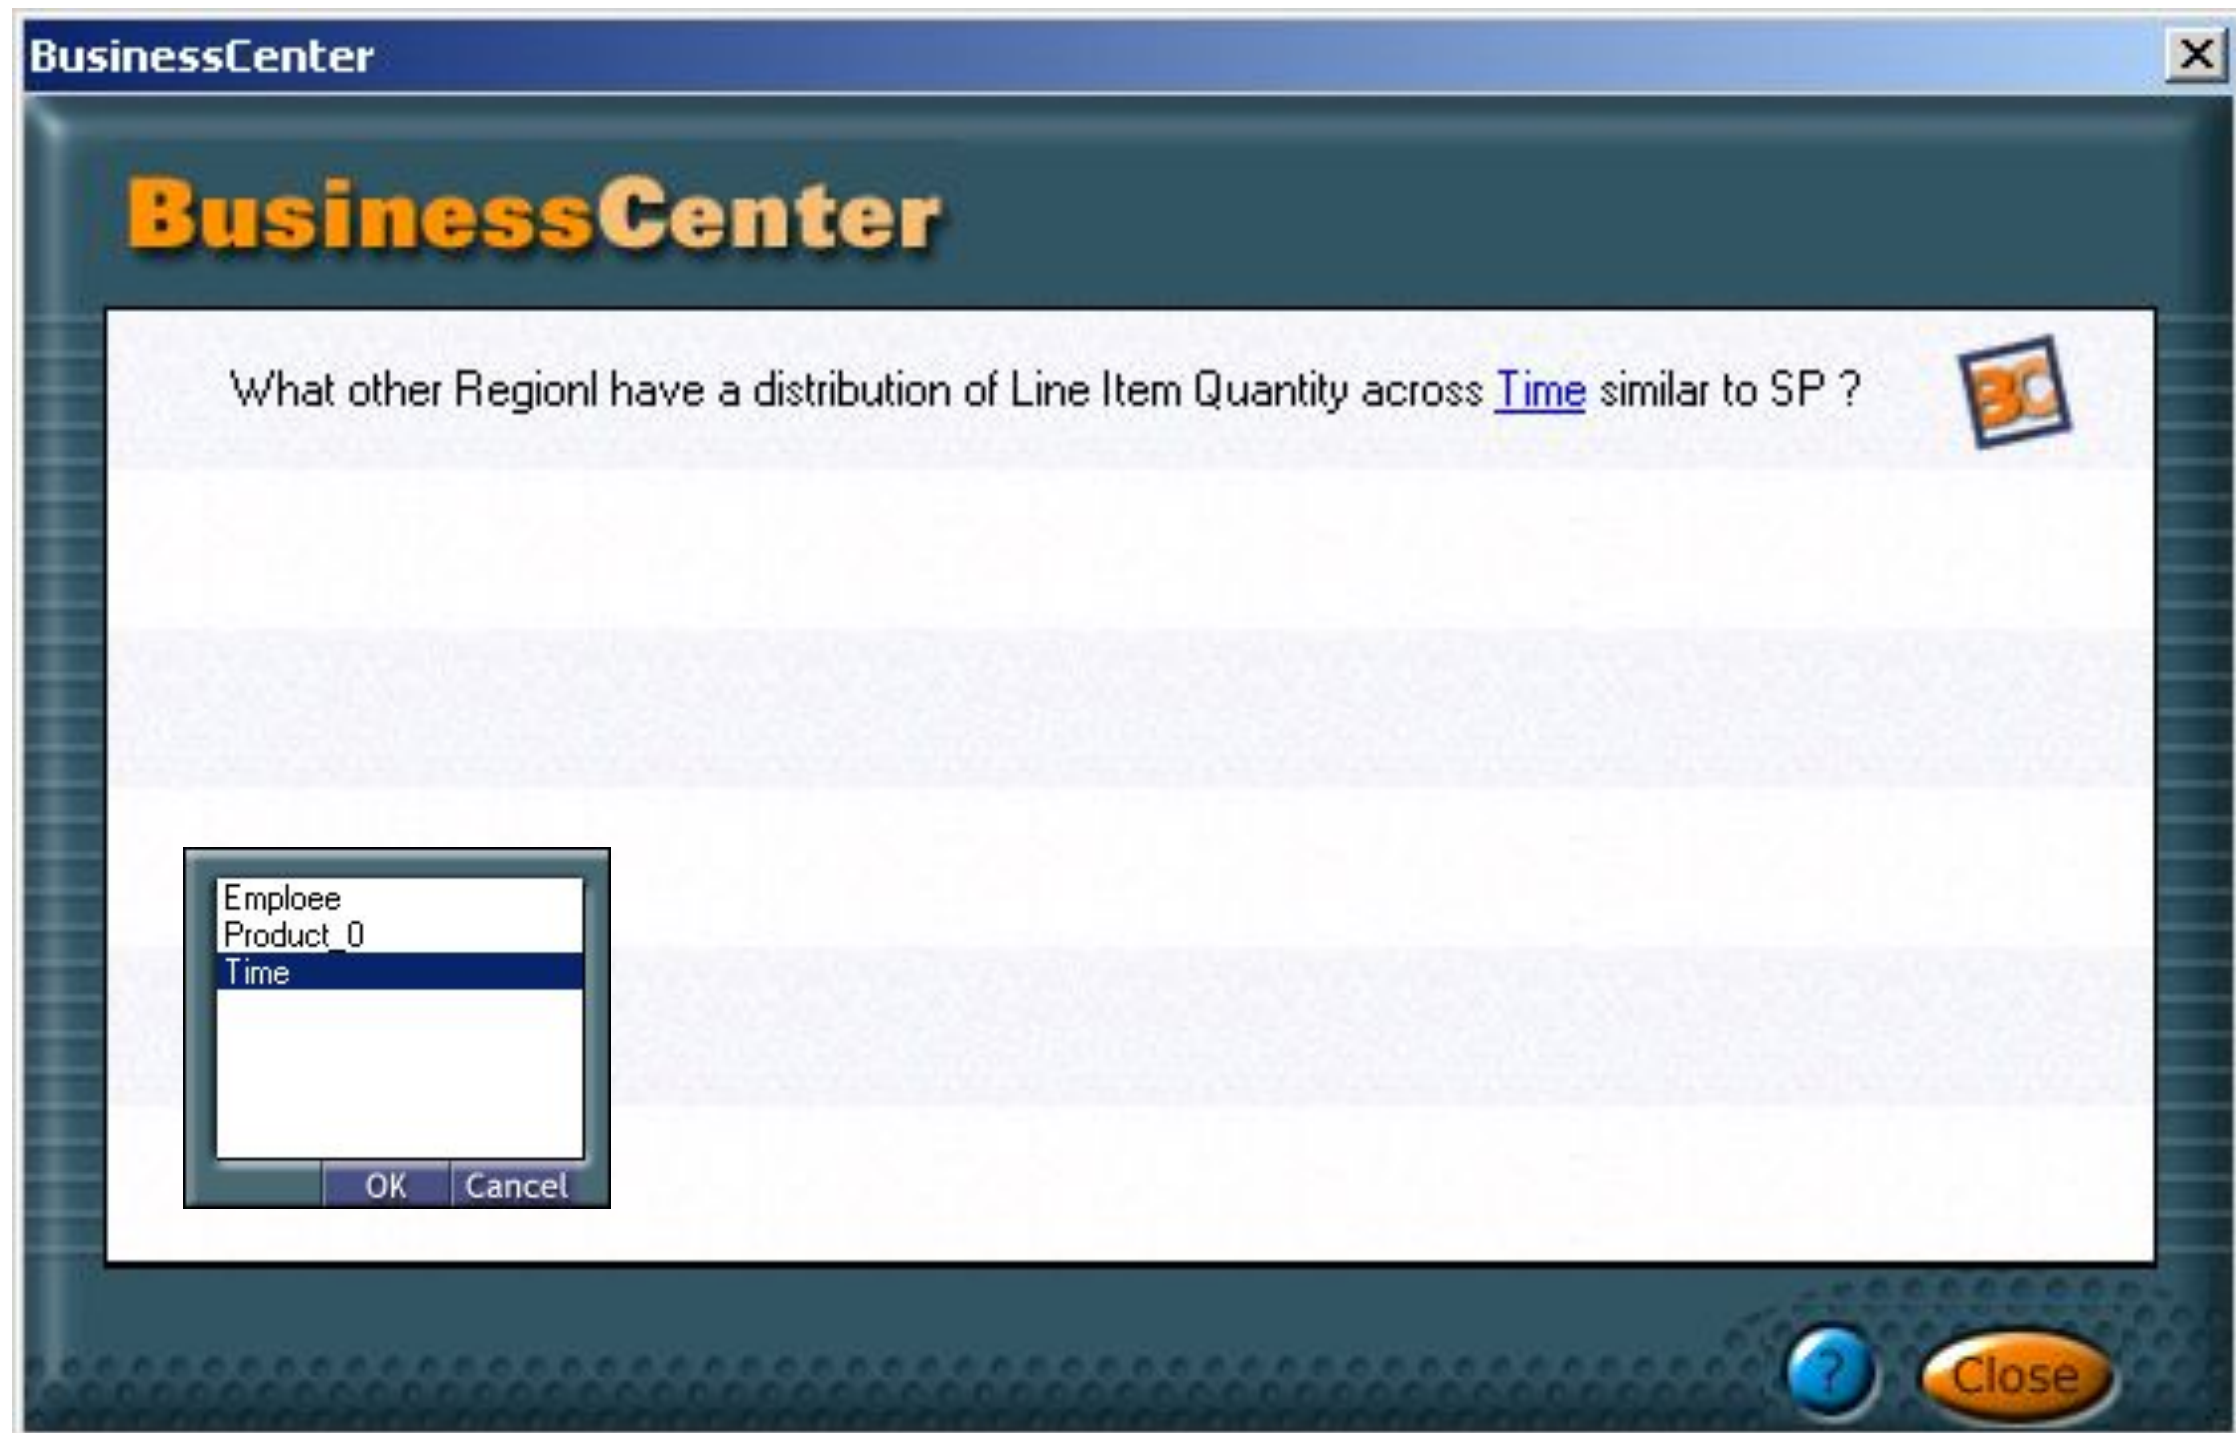 BusinessCenter
BusinessCenter
What other Regionl have a distribution of Line Item Quantity across Time similar to SP ?
BC
Emploee
Product_0
Time
OK Cancel
? Close